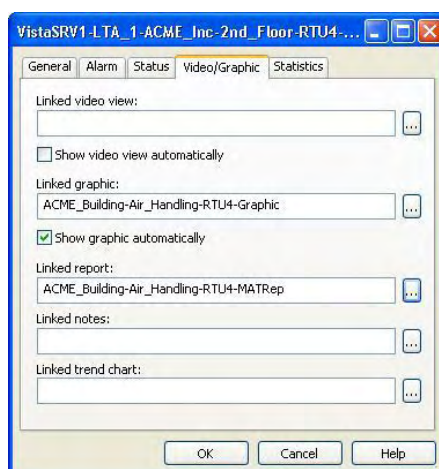 VistaSRV1-LTA_1-ACME_Inc-2nd_Floor-RTU4-...
General Alarm Status Video/Graphic Statistics
Linked video view:
...
Show video view automatically
Linked graphic:
ACME_Building-Air_Handling-RTU4-Graphic ...
Show graphic automatically
Linked report:
ACME_Building-Air_Handling-RTU4-MATRep ...
Linked notes:
...
Linked trend chart:
...
OK Cancel Help